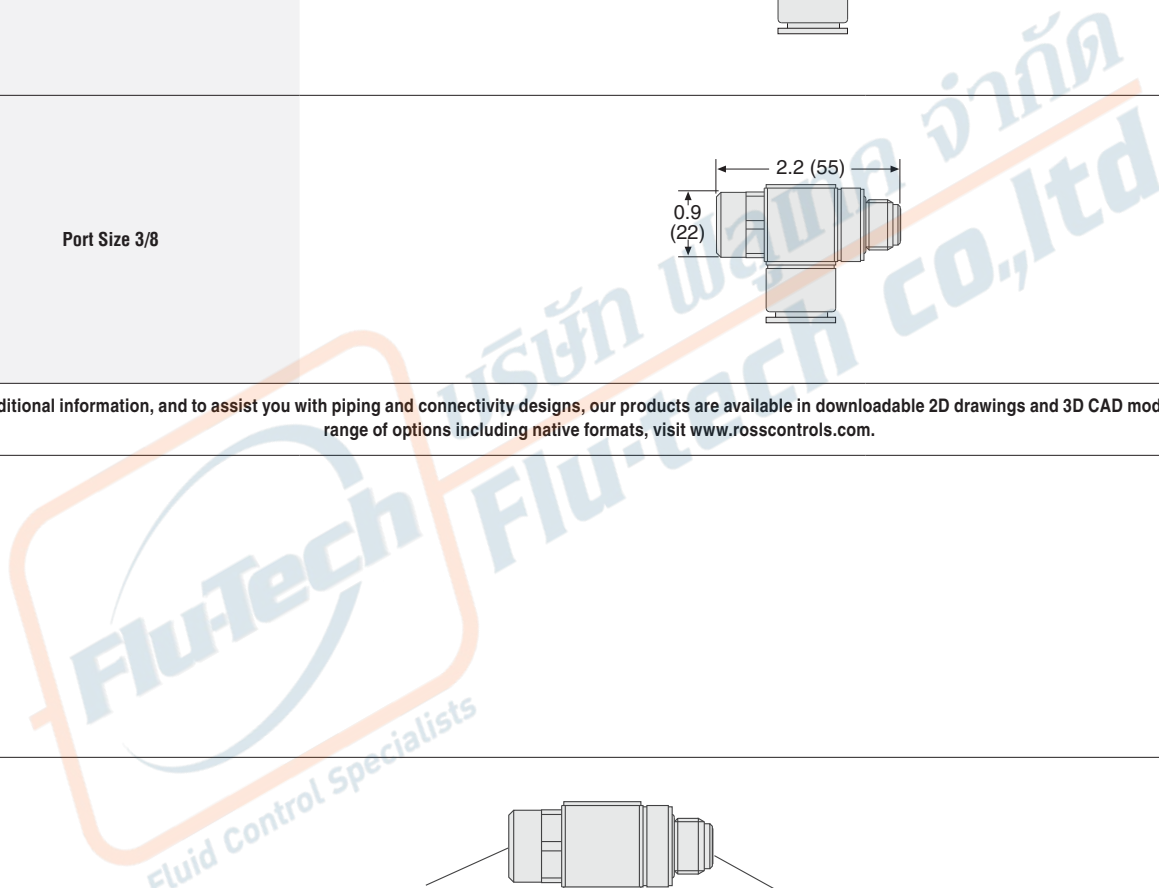 2.2 (55)
0.9
(22)
Port Size 3/8
บริษัท ฟลูเทค จำกัด
Flu-tech co.,ltd
ditional information, and to assist you with piping and connectivity designs, our products are available in downloadable 2D drawings and 3D CAD mod
range of options including native formats, visit www.rosscontrols.com.
Flu-Tech
Fluid Control Specialists